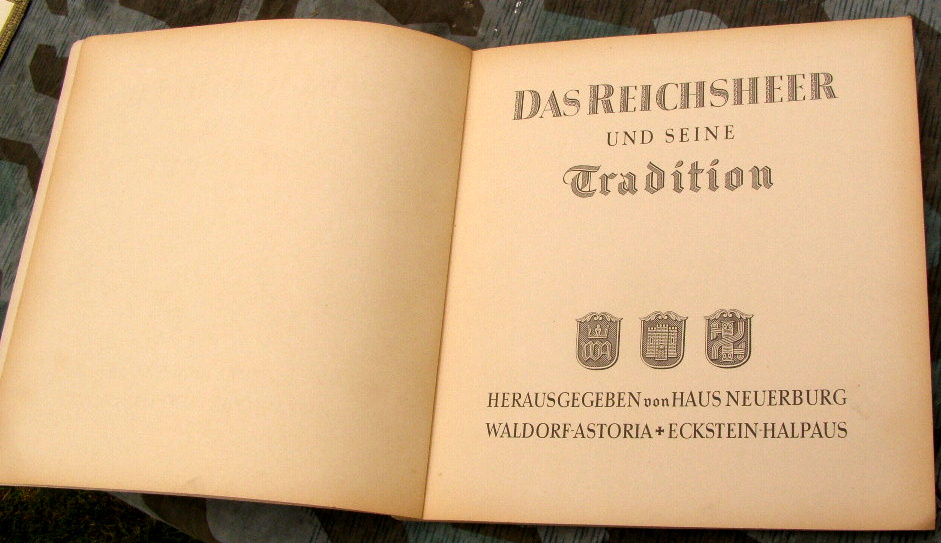 DAS REICHSHEER
UND SEINE
Tradition
HERAUSGEGEBEN von HAUS NEUERBURG
WALDORF-ASTORIA + ECKSTEIN-HALPAUS